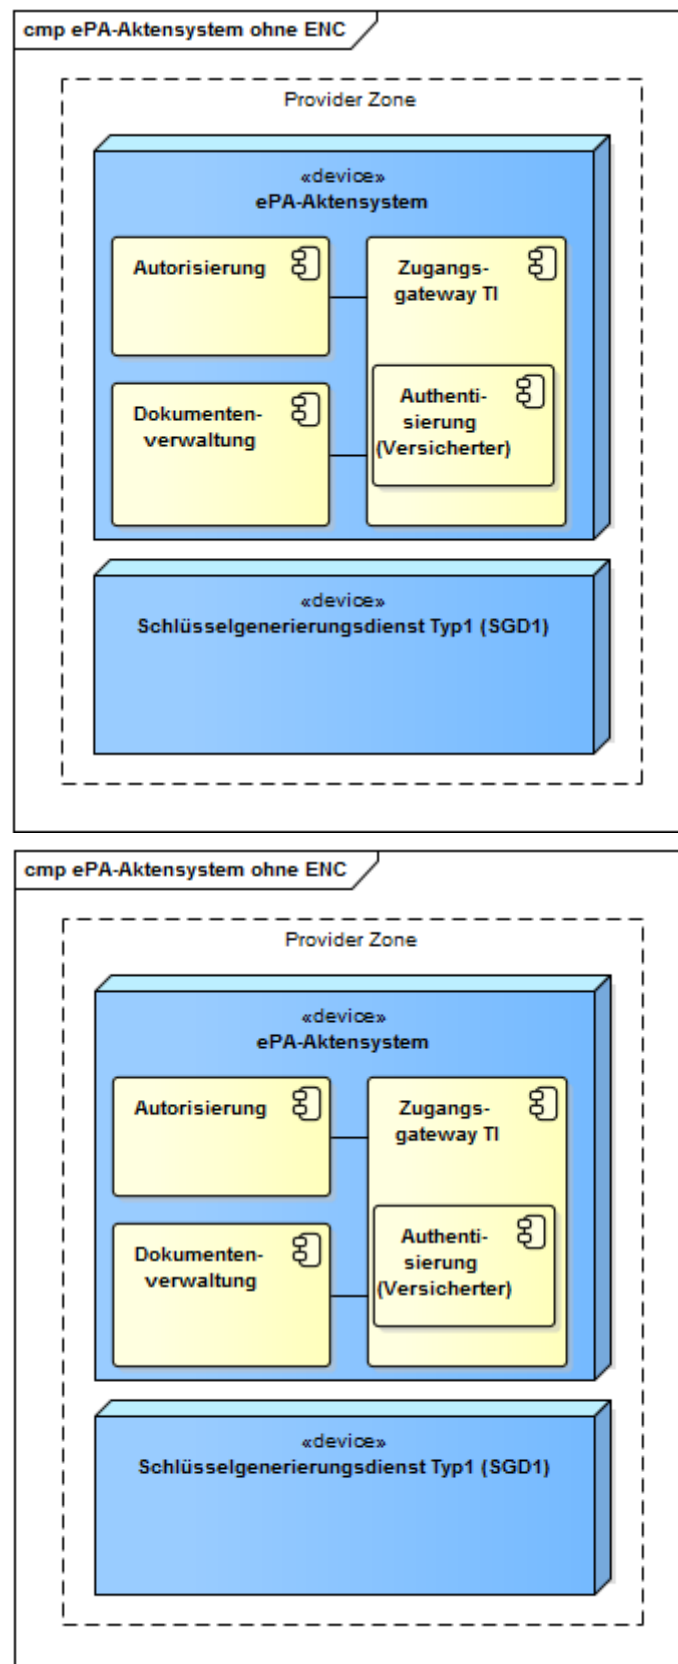 cmp ePA-Aktensystem ohne ENC
Provider Zone
«device»
ePA-Aktensystem
Autorisierung
Zugangs-
gateway TI
Dokumenten-
verwaltung
Authenti-
sierung
(Versicherter)
«device»
Schlüsselgenerierungsdienst Typ1 (SGD1)
cmp ePA-Aktensystem ohne ENC
Provider Zone
«device»
ePA-Aktensystem
Autorisierung
Zugangs-
gateway TI
Dokumenten-
verwaltung
Authenti-
sierung
(Versicherter)
«device»
Schlüsselgenerierungsdienst Typ1 (SGD1)